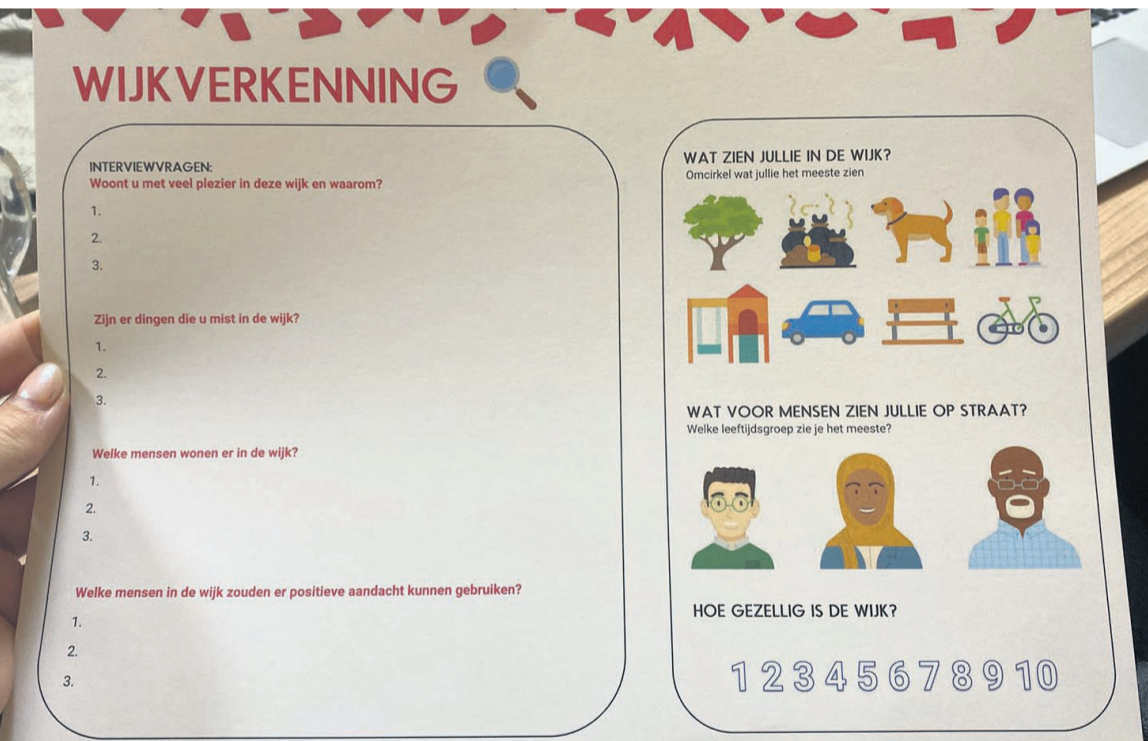 WIJKVERKENNING
INTERVIEWVRAGEN:
Woont u met veel plezier in deze wijk en waarom?
1.
2.
3.
Zijn er dingen die u mist in de wijk?
1.
2.
3.
Welke mensen wonen er in de wijk?
1.
2.
3.
Welke mensen in de wijk zouden er positieve aandacht kunnen gebruiken?
1.
2.
3.
WAT ZIEN JULLIE IN DE WIJK?
Omcirkel wat jullie het meeste zien
WAT VOOR MENSEN ZIEN JULLIE OP STRAAT?
Welke leeftijdsgroep zie je het meeste?
HOE GEZELLIG IS DE WIJK?
1 2 3 4 5 6 7 8 9 10